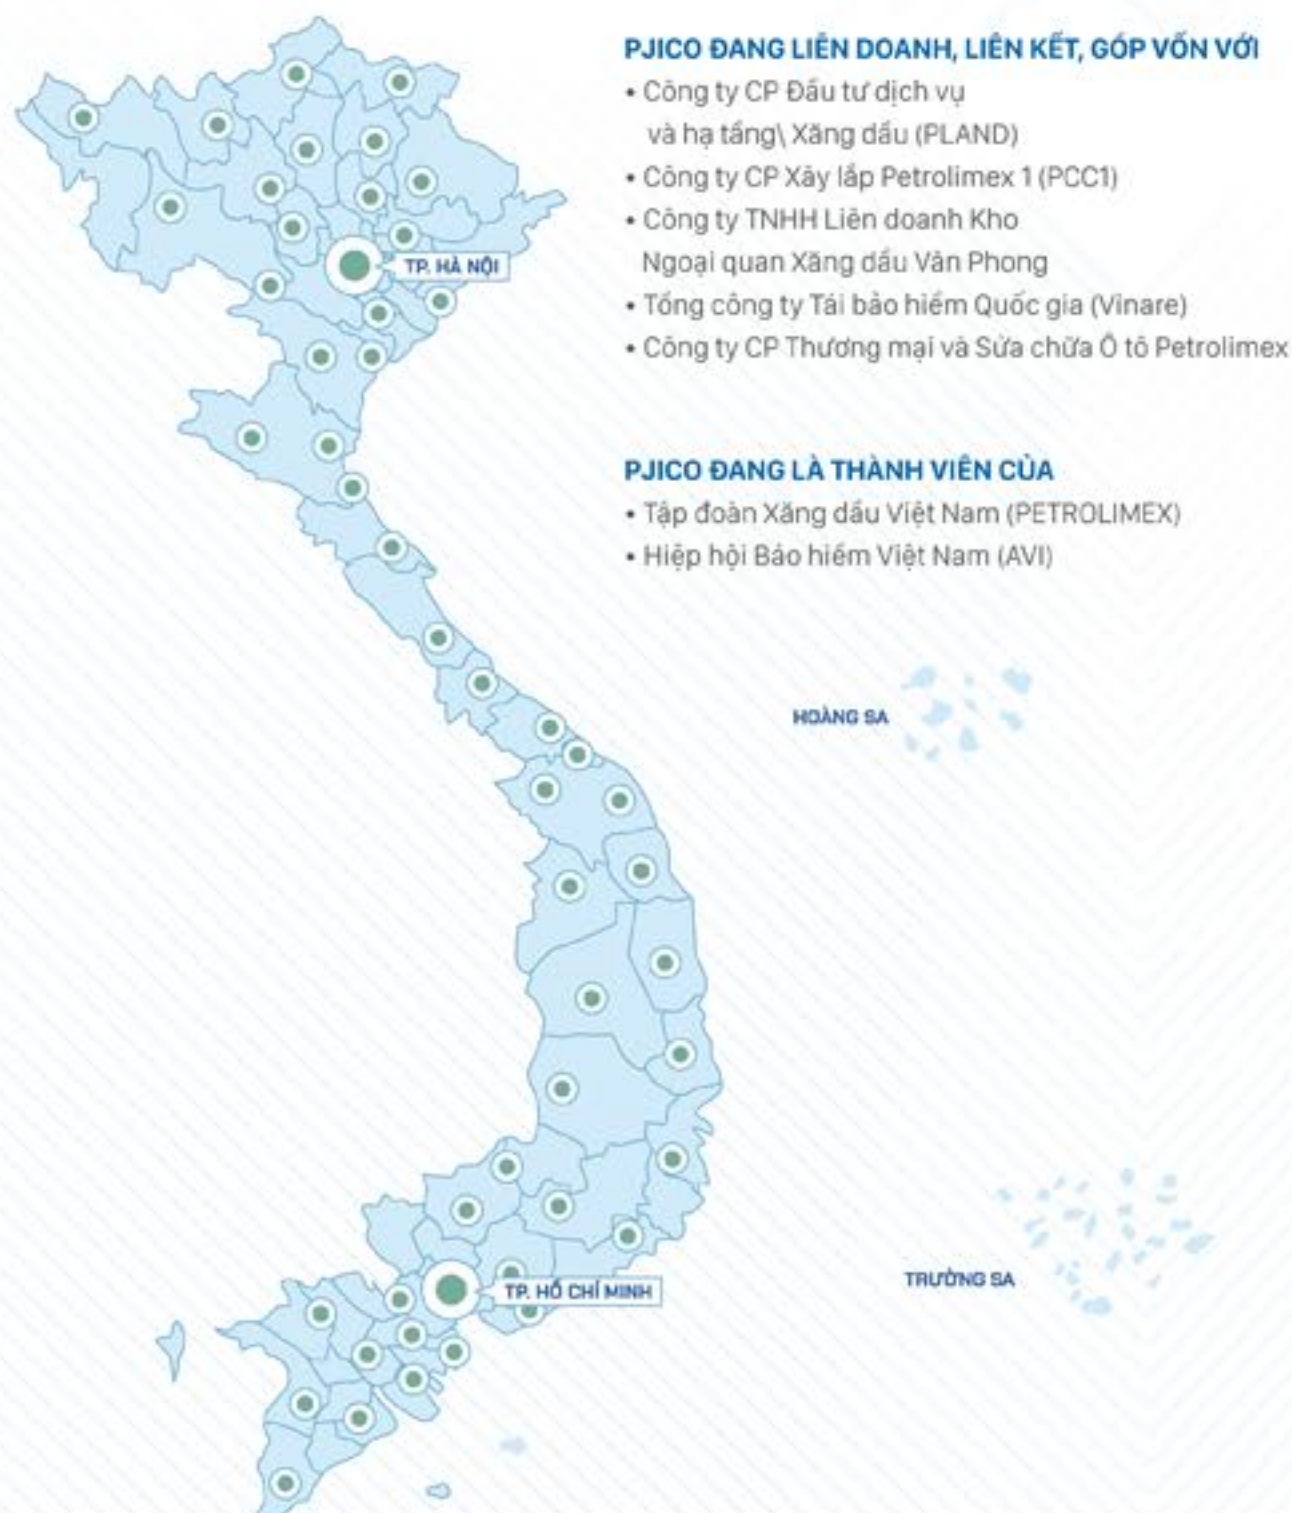 PJICO ĐANG LIÊN DOANH, LIÊN KẾT, GÓP VỐN VỚI
• Công ty CP Đầu tư dịch vụ
và hạ tầng\ Xăng dầu (PLAND)
• Công ty CP Xây lắp Petrolimex 1 (PCC1)
• Công ty TNHH Liên doanh Kho
Ngoại quan Xăng dầu Vân Phong
• Tổng công ty Tái bảo hiểm Quốc gia (Vinare)
• Công ty CP Thương mại và Sửa chữa Ô tô Petrolimex
PJICO ĐANG LÀ THÀNH VIÊN CỦA
• Tập đoàn Xăng dầu Việt Nam (PETROLIMEX)
• Hiệp hội Bảo hiểm Việt Nam (AVI)
TP. HÀ NỘI
HOÀNG SA
TRƯỜNG SA
TP. HỒ CHÍ MINH